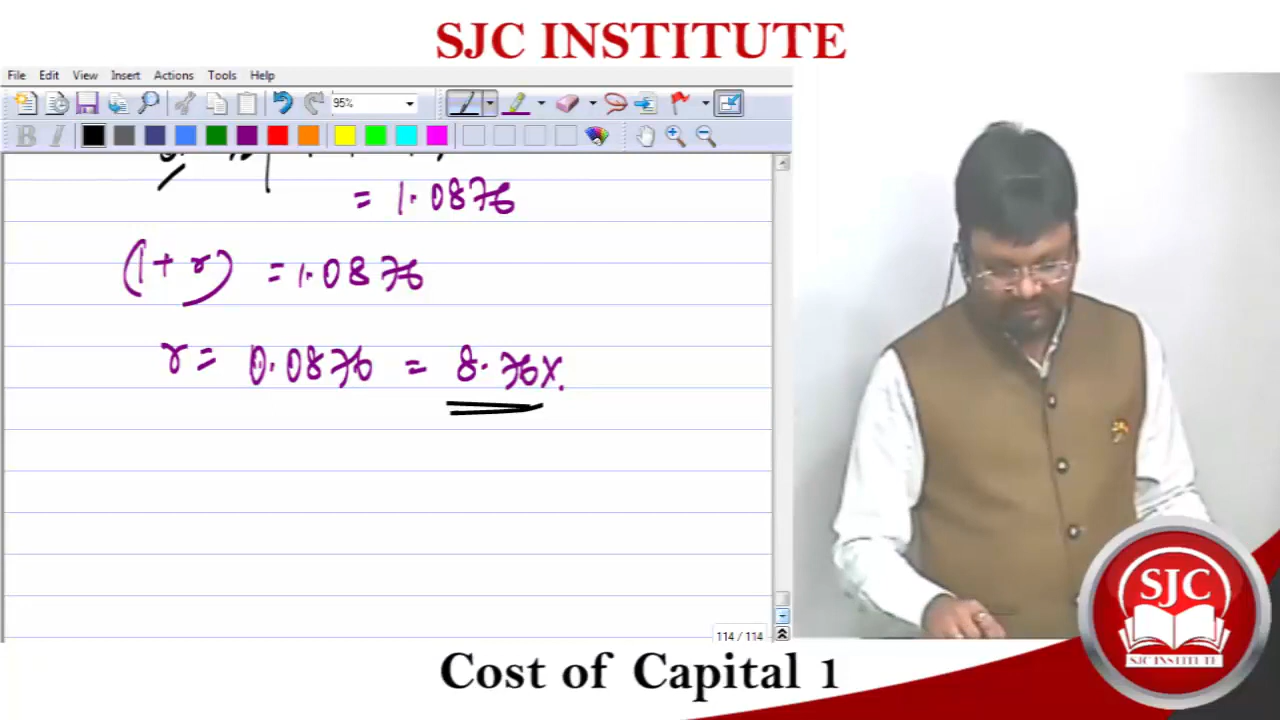 SJC INSTITUTE
File Edit View Insert Actions Tools Help
95%
= 1.0876
(1 + r) = 1.0876
r = 0.0876 = 8.76%.
114 / 114
SJC
SJC INSTITUTE
Cost of Capital 1